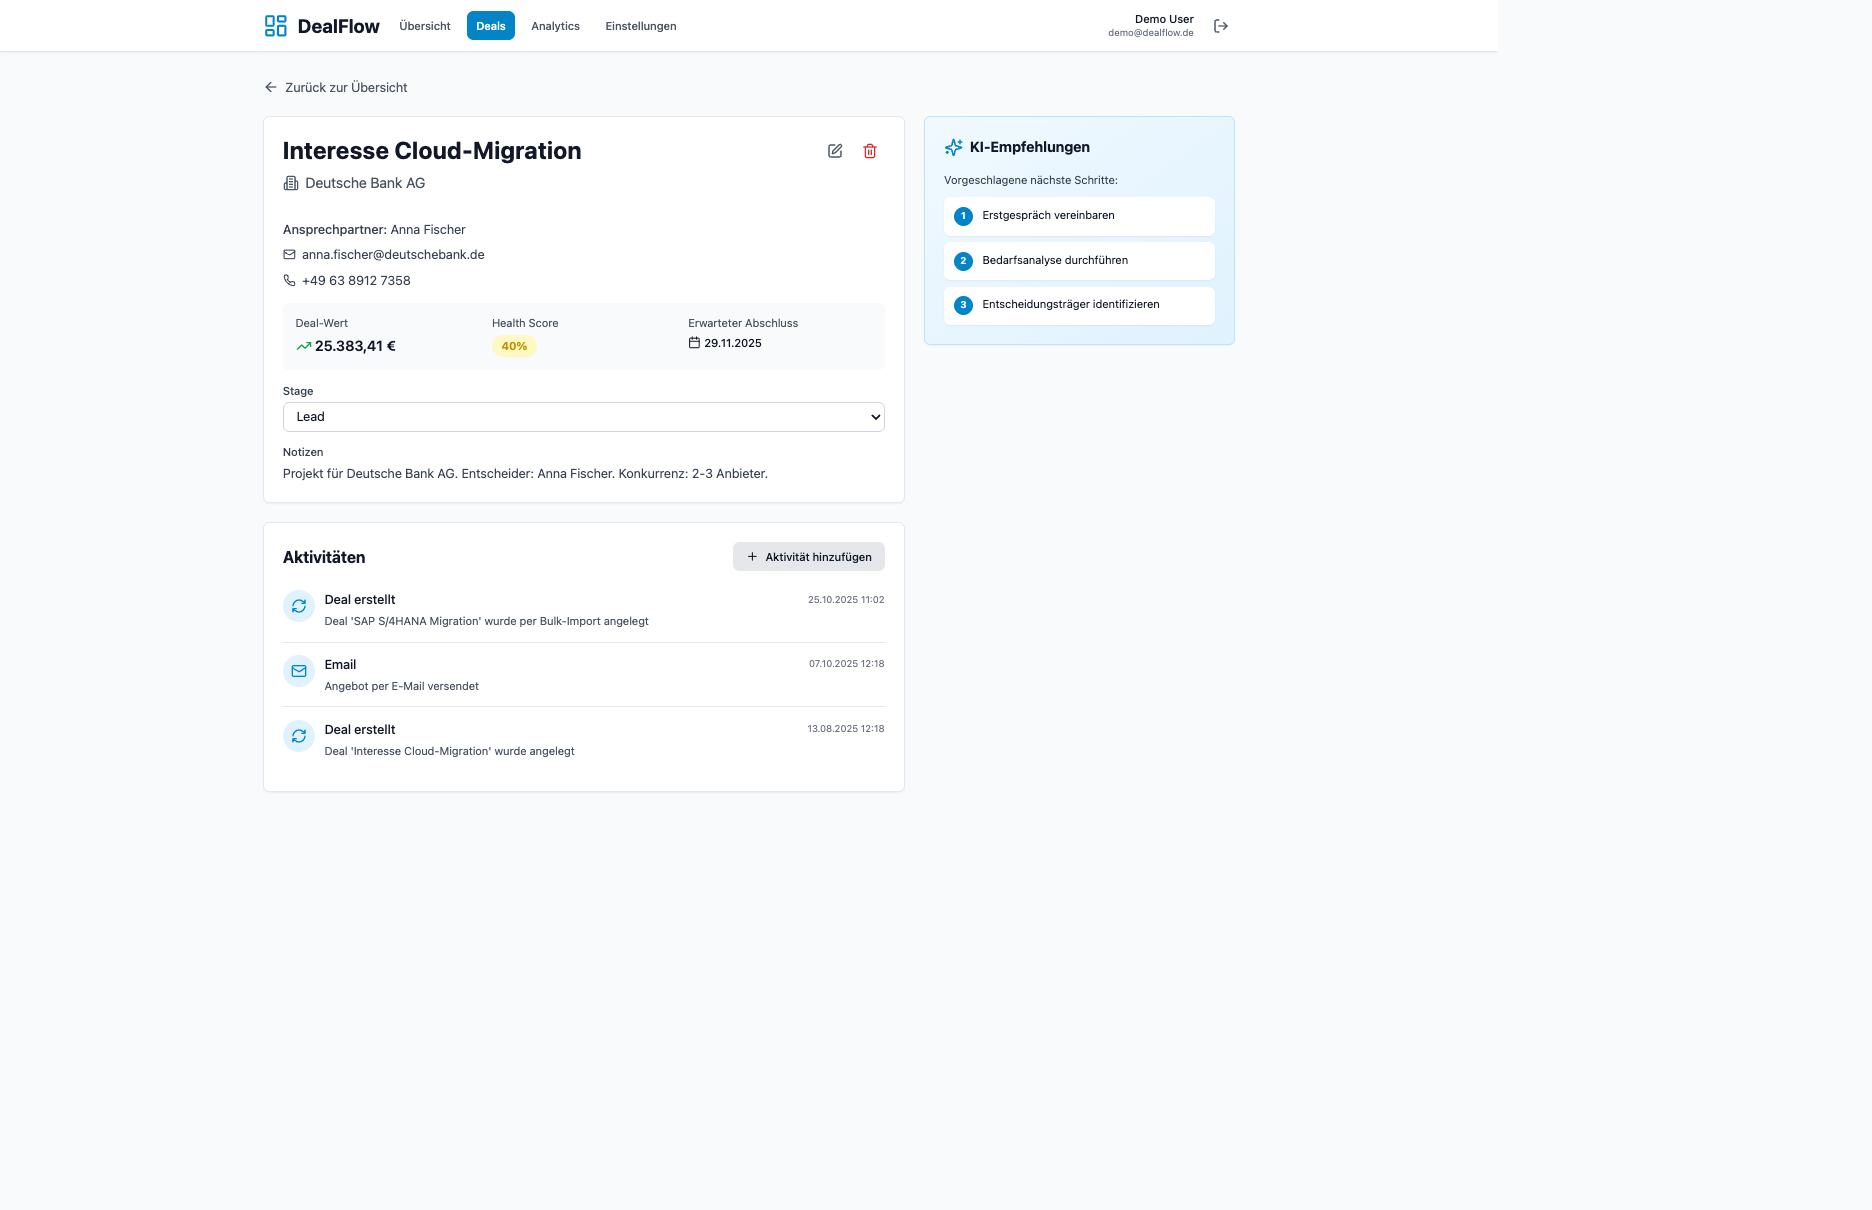 DealFlow
Übersicht
Deals
Analytics
Einstellungen
Demo User
demo@dealflow.de
Zurück zur Übersicht
Interesse Cloud-Migration
Deutsche Bank AG
Ansprechpartner: Anna Fischer
anna.fischer@deutschebank.de
+49 63 8912 7358
Deal-Wert
25.383,41 €
Health Score
40%
Erwarteter Abschluss
29.11.2025
Stage
Lead
Notizen
Projekt für Deutsche Bank AG. Entscheider: Anna Fischer. Konkurrenz: 2-3 Anbieter.
KI-Empfehlungen
Vorgeschlagene nächste Schritte:
1 Erstgespräch vereinbaren
2 Bedarfsanalyse durchführen
3 Entscheidungsträger identifizieren
Aktivitäten
Aktivität hinzufügen
Deal erstellt
25.10.2025 11:02
Deal 'SAP S/4HANA Migration' wurde per Bulk-Import angelegt
Email
07.10.2025 12:18
Angebot per E-Mail versendet
Deal erstellt
13.08.2025 12:18
Deal 'Interesse Cloud-Migration' wurde angelegt